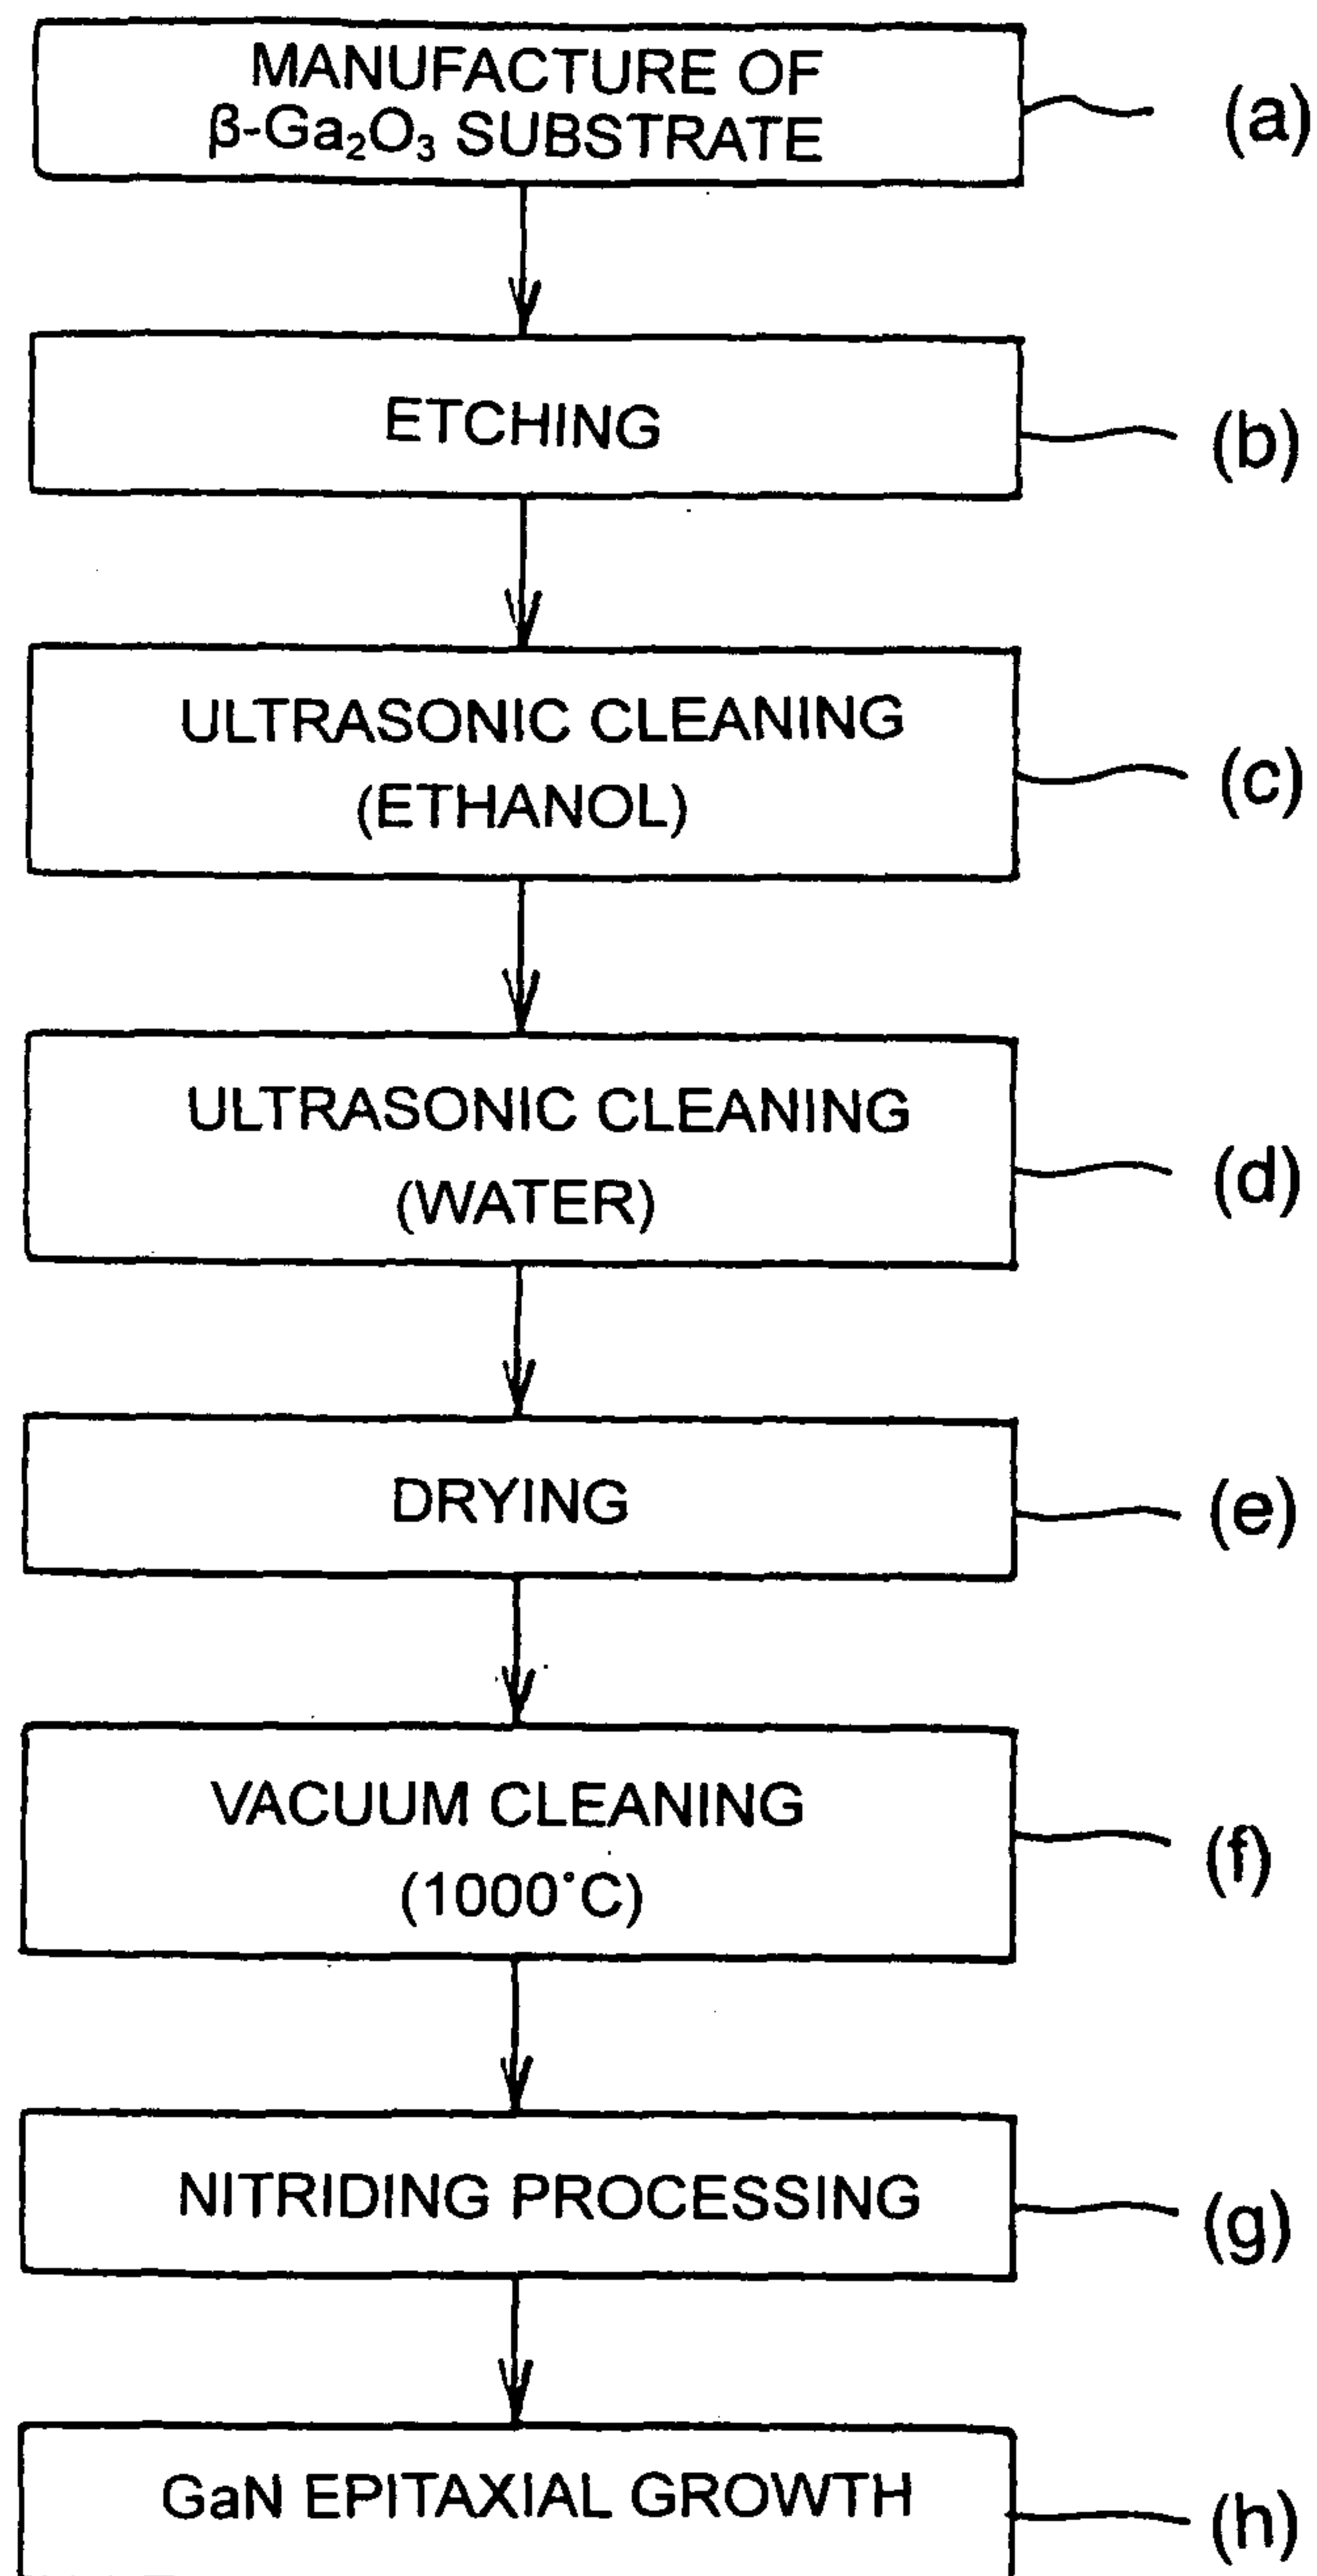 MANUFACTURE OF
β-Ga₂O₃ SUBSTRATE
(a)
ETCHING
(b)
ULTRASONIC CLEANING
(ETHANOL)
(c)
ULTRASONIC CLEANING
(WATER)
(d)
DRYING
(e)
VACUUM CLEANING
(1000°C)
(f)
NITRIDING PROCESSING
(g)
GaN EPITAXIAL GROWTH
(h)